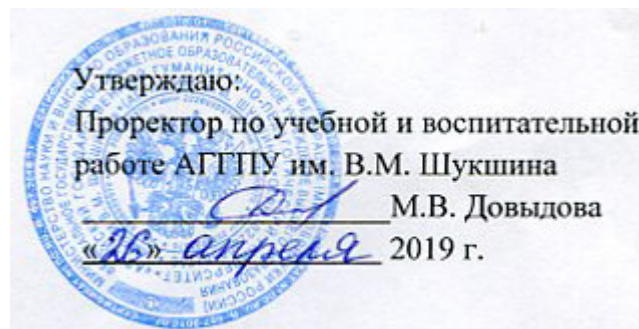 Утверждаю:
Проректор по учебной и воспитательной
работе АГГПУ им. В.М. Шукшина
М.В. Довыдова
«26» апреля 2019 г.